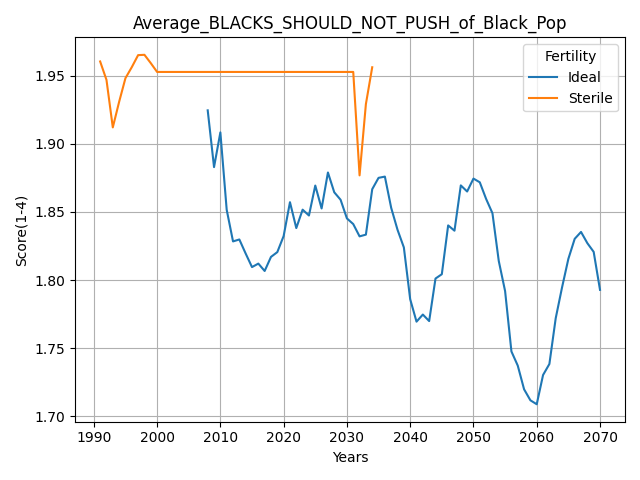 Average_BLACKS_SHOULD_NOT_PUSH_of_Black_Pop
Fertility
Ideal
Sterile
Score(1-4)
1.95
1.90
1.85
1.80
1.75
1.70
1990 2000 2010 2020 2030 2040 2050 2060 2070
Years